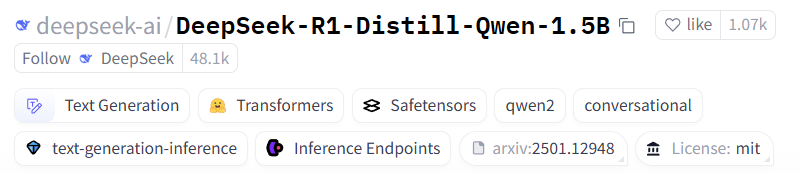 deepseek-ai/DeepSeek-R1-Distill-Qwen-1.5B like 1.07k
Follow DeepSeek 48.1k
Text Generation Transformers Safetensors qwen2 conversational
text-generation-inference Inference Endpoints arxiv:2501.12948 License: mit